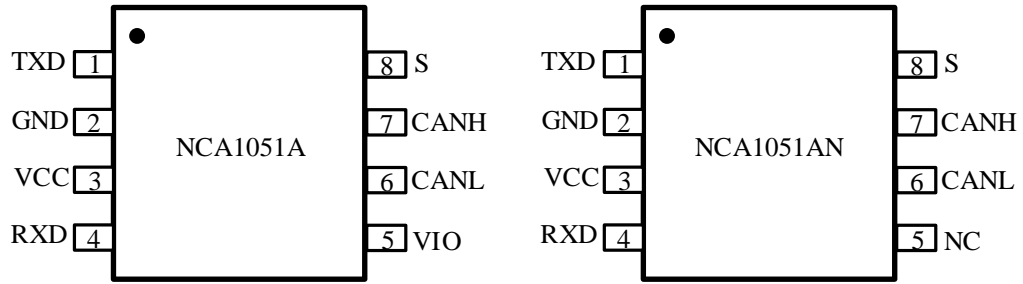 TXD 1 8 S TXD 1 8 S
GND 2 7 CANH GND 2 7 CANH
NCA1051A NCA1051AN
VCC 3 6 CANL VCC 3 6 CANL
RXD 4 5 VIO RXD 4 5 NC